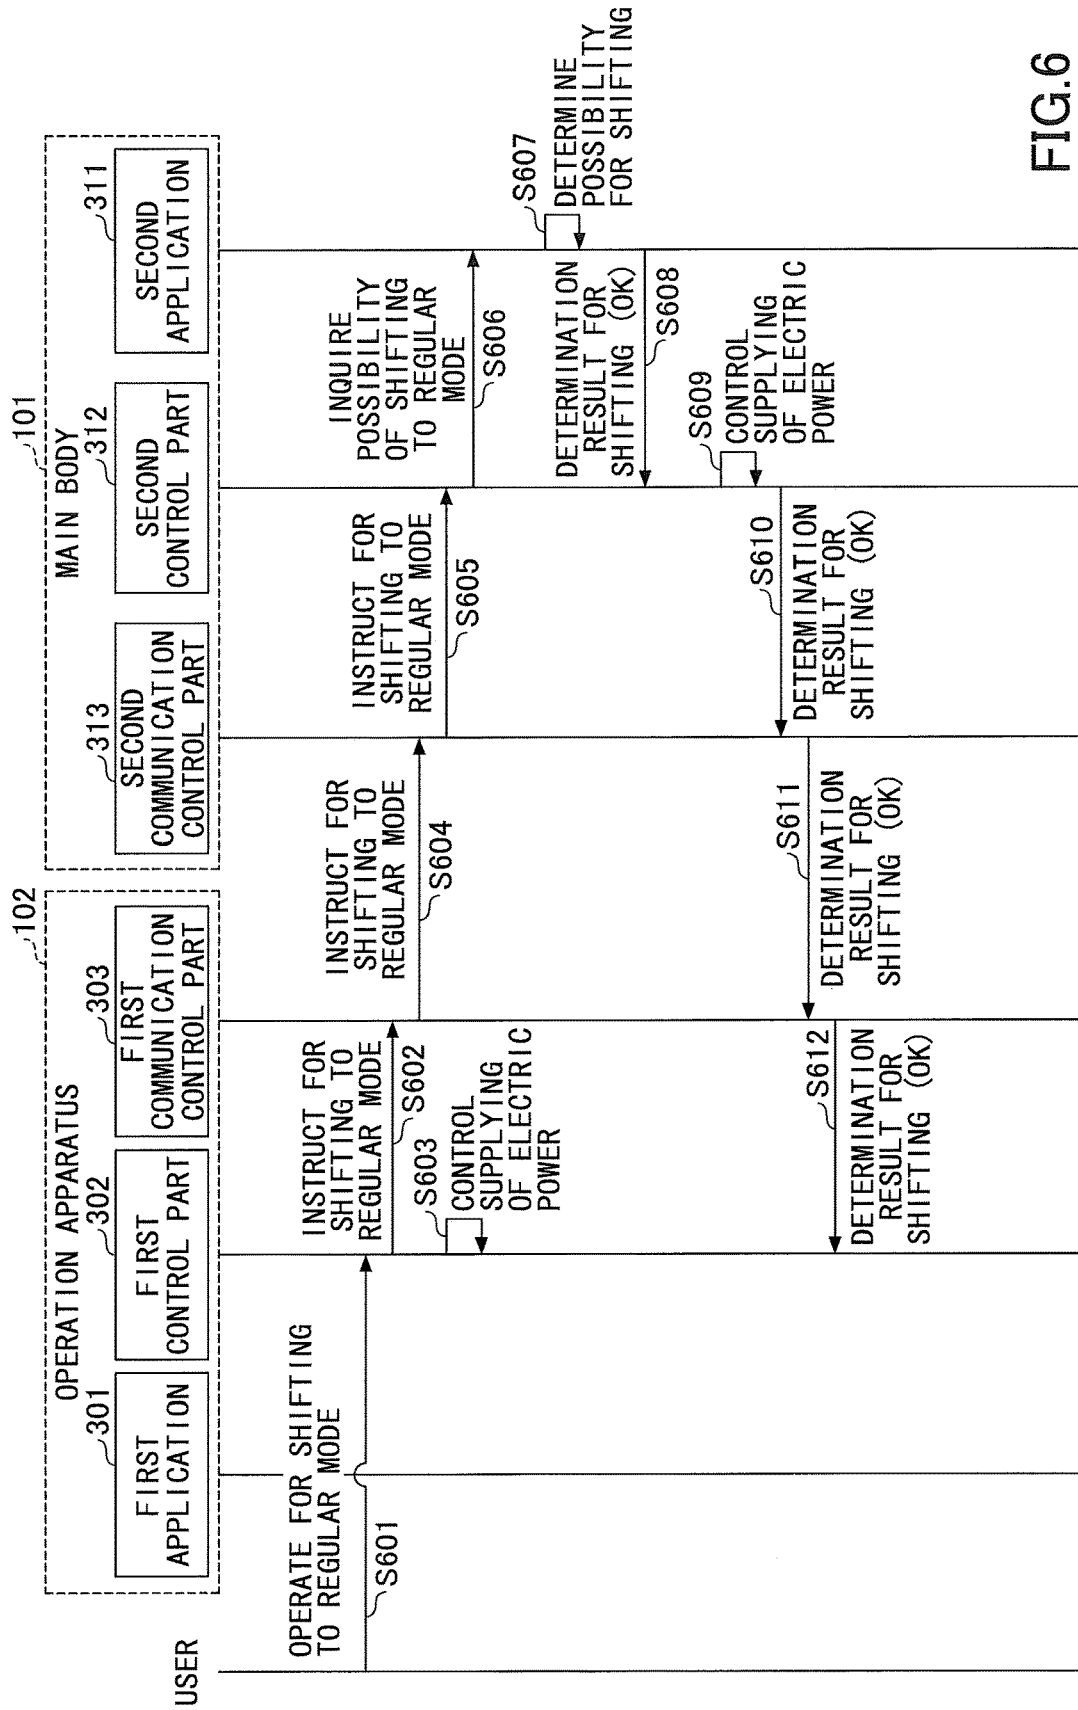 USER
102
OPERATION APPARATUS
301
FIRST
APPLICATION
302
FIRST
CONTROL PART
303
FIRST
COMMUNICATION
CONTROL PART
101
MAIN BODY
313
SECOND
COMMUNICATION
CONTROL PART
312
SECOND
CONTROL PART
311
SECOND
APPLICATION
OPERATE FOR SHIFTING
TO REGULAR MODE
S601
INSTRUCT FOR
SHIFTING TO
REGULAR MODE
S602
S603
CONTROL
SUPPLYING
OF ELECTRIC
POWER
INSTRUCT FOR
SHIFTING TO
REGULAR MODE
S604
INSTRUCT FOR
SHIFTING TO
REGULAR MODE
S605
INQUIRE
POSSIBILITY
OF SHIFTING
TO REGULAR
MODE
S606
S607
DETERMINE
POSSIBILITY
FOR SHIFTING
DETERMINATION
RESULT FOR
SHIFTING (OK)
S608
S609
CONTROL
SUPPLYING
OF ELECTRIC
POWER
S610
DETERMINATION
RESULT FOR
SHIFTING (OK)
S611
DETERMINATION
RESULT FOR
SHIFTING (OK)
S612
DETERMINATION
RESULT FOR
SHIFTING (OK)
FIG.6